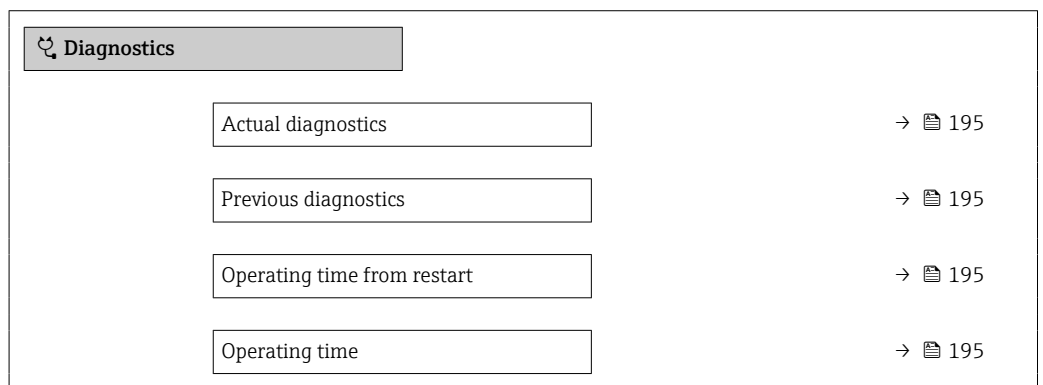 Diagnostics
Actual diagnostics → 195
Previous diagnostics → 195
Operating time from restart → 195
Operating time → 195